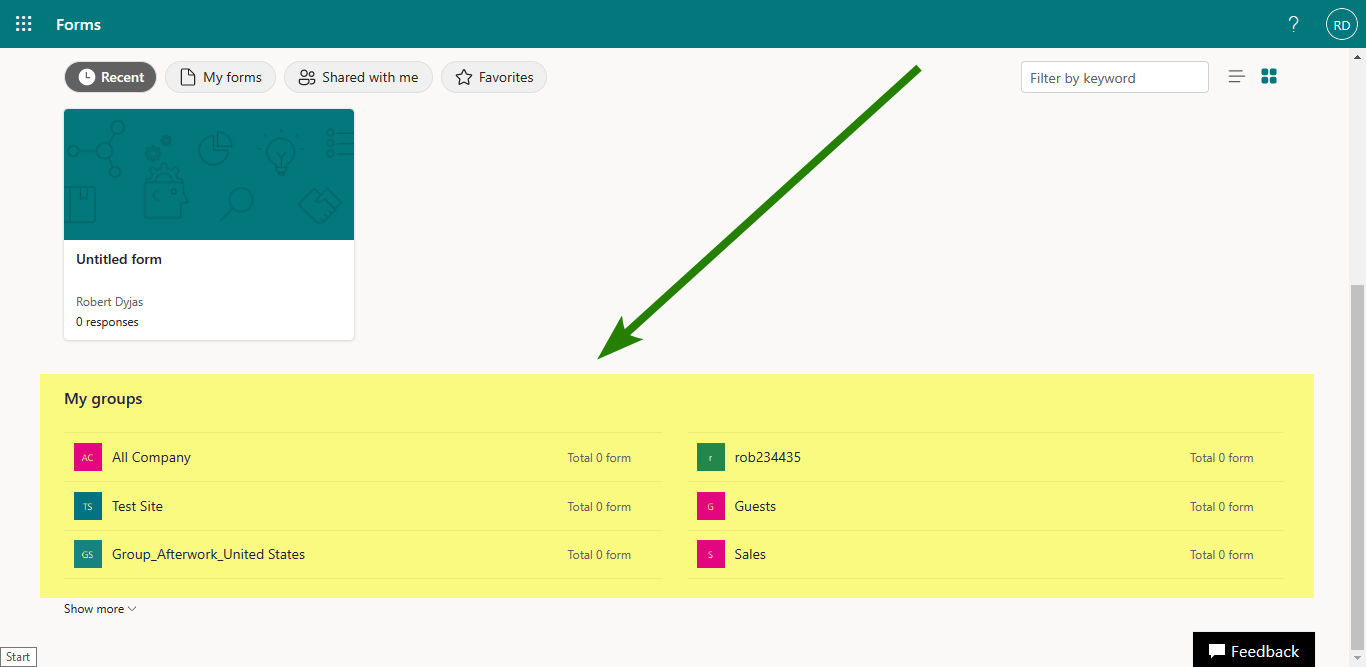 Forms
?
RD
Recent
My forms
Shared with me
Favorites
Filter by keyword
Untitled form
Robert Dyjas
0 responses
My groups
AC All Company Total 0 form
r rob234435 Total 0 form
TS Test Site Total 0 form
G Guests Total 0 form
GS Group_Afterwork_United States Total 0 form
S Sales Total 0 form
Show more
Feedback
Start